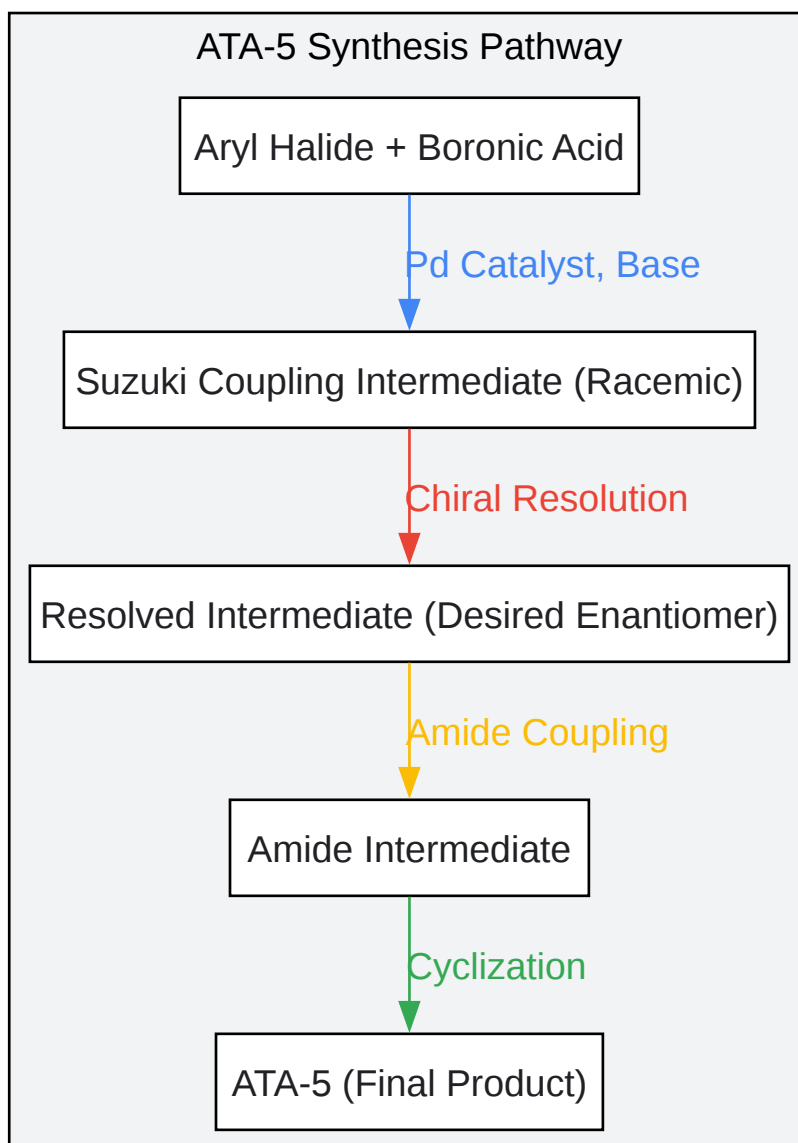 ATA-5 Synthesis Pathway
Aryl Halide + Boronic Acid
Pd Catalyst, Base
Suzuki Coupling Intermediate (Racemic)
Chiral Resolution
Resolved Intermediate (Desired Enantiomer)
Amide Coupling
Amide Intermediate
Cyclization
ATA-5 (Final Product)